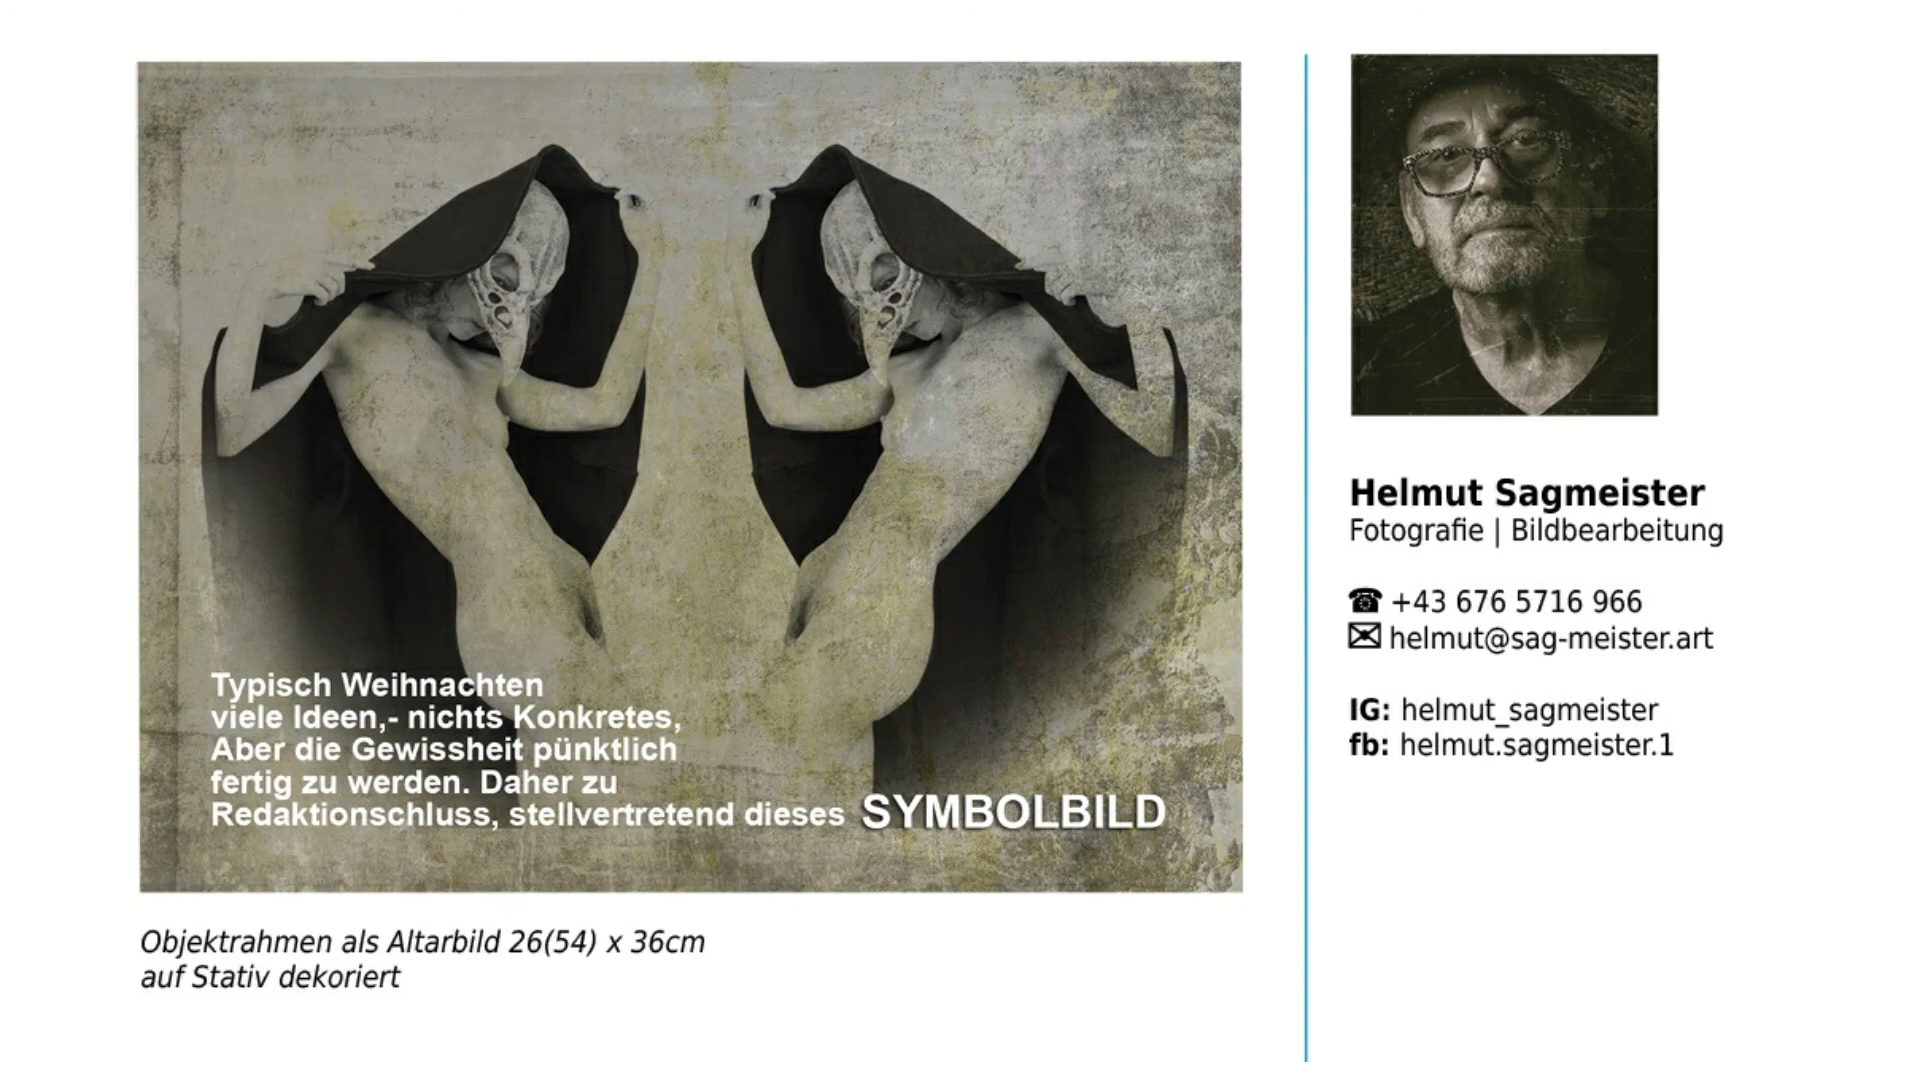 Typisch Weihnachten
viele Ideen,- nichts Konkretes,
Aber die Gewissheit pünktlich
fertig zu werden. Daher zu
Redaktionschluss, stellvertretend dieses SYMBOLBILD
Objektrahmen als Altarbild 26(54) x 36cm
auf Stativ dekoriert
Helmut Sagmeister
Fotografie | Bildbearbeitung
☎ +43 676 5716 966
✉ helmut@sag-meister.art
IG: helmut_sagmeister
fb: helmut.sagmeister.1